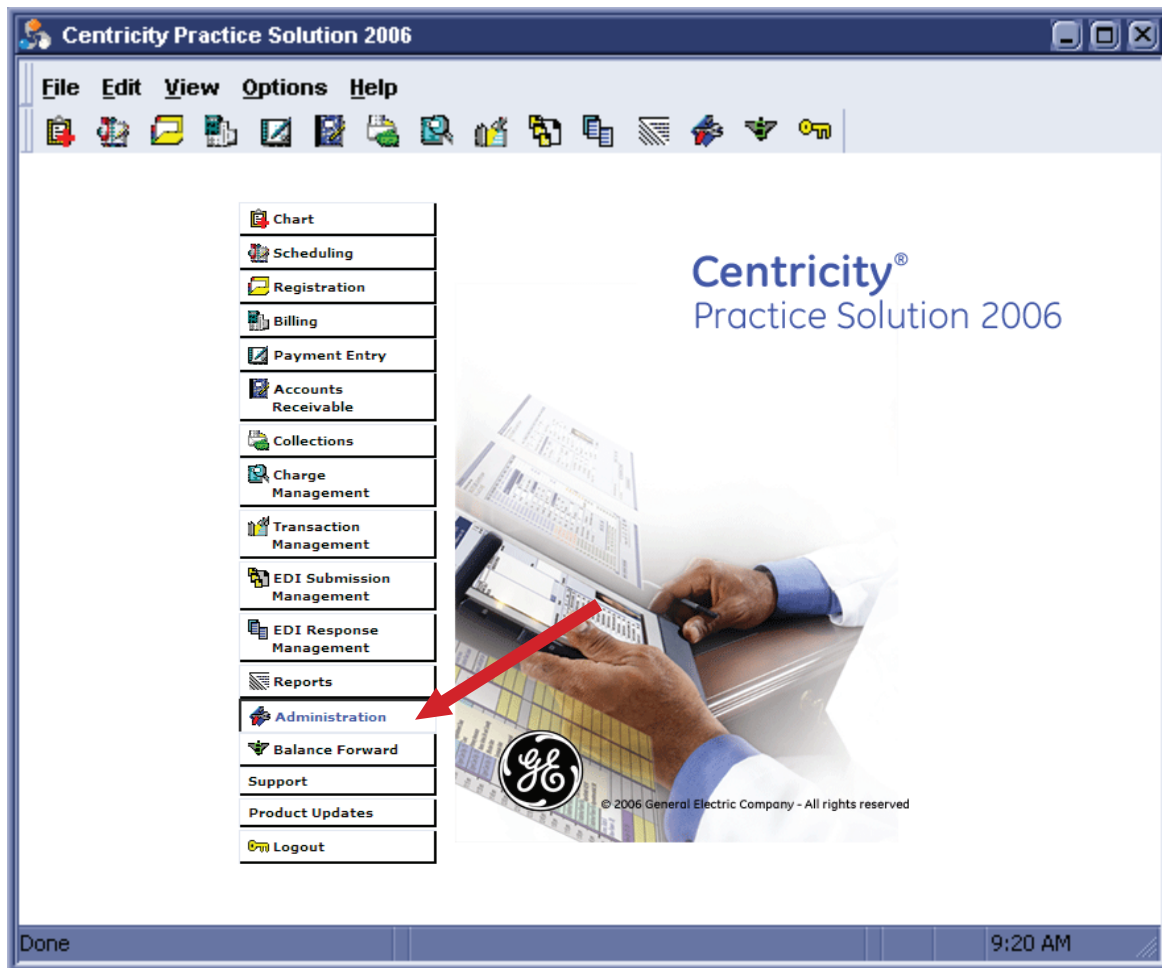 Centricity Practice Solution 2006
File Edit View Options Help
Chart
Scheduling
Registration
Billing
Payment Entry
Accounts
Receivable
Collections
Charge
Management
Transaction
Management
EDI Submission
Management
EDI Response
Management
Reports
Administration
Balance Forward
Support
Product Updates
Logout
Centricity®
Practice Solution 2006
GE
© 2006 General Electric Company - All rights reserved
Done
9:20 AM